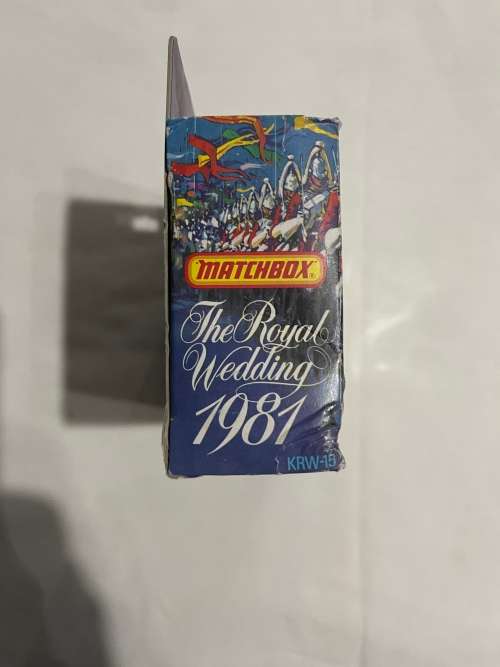 MATCHBOX®
The Royal
Wedding
1981
KRW-15